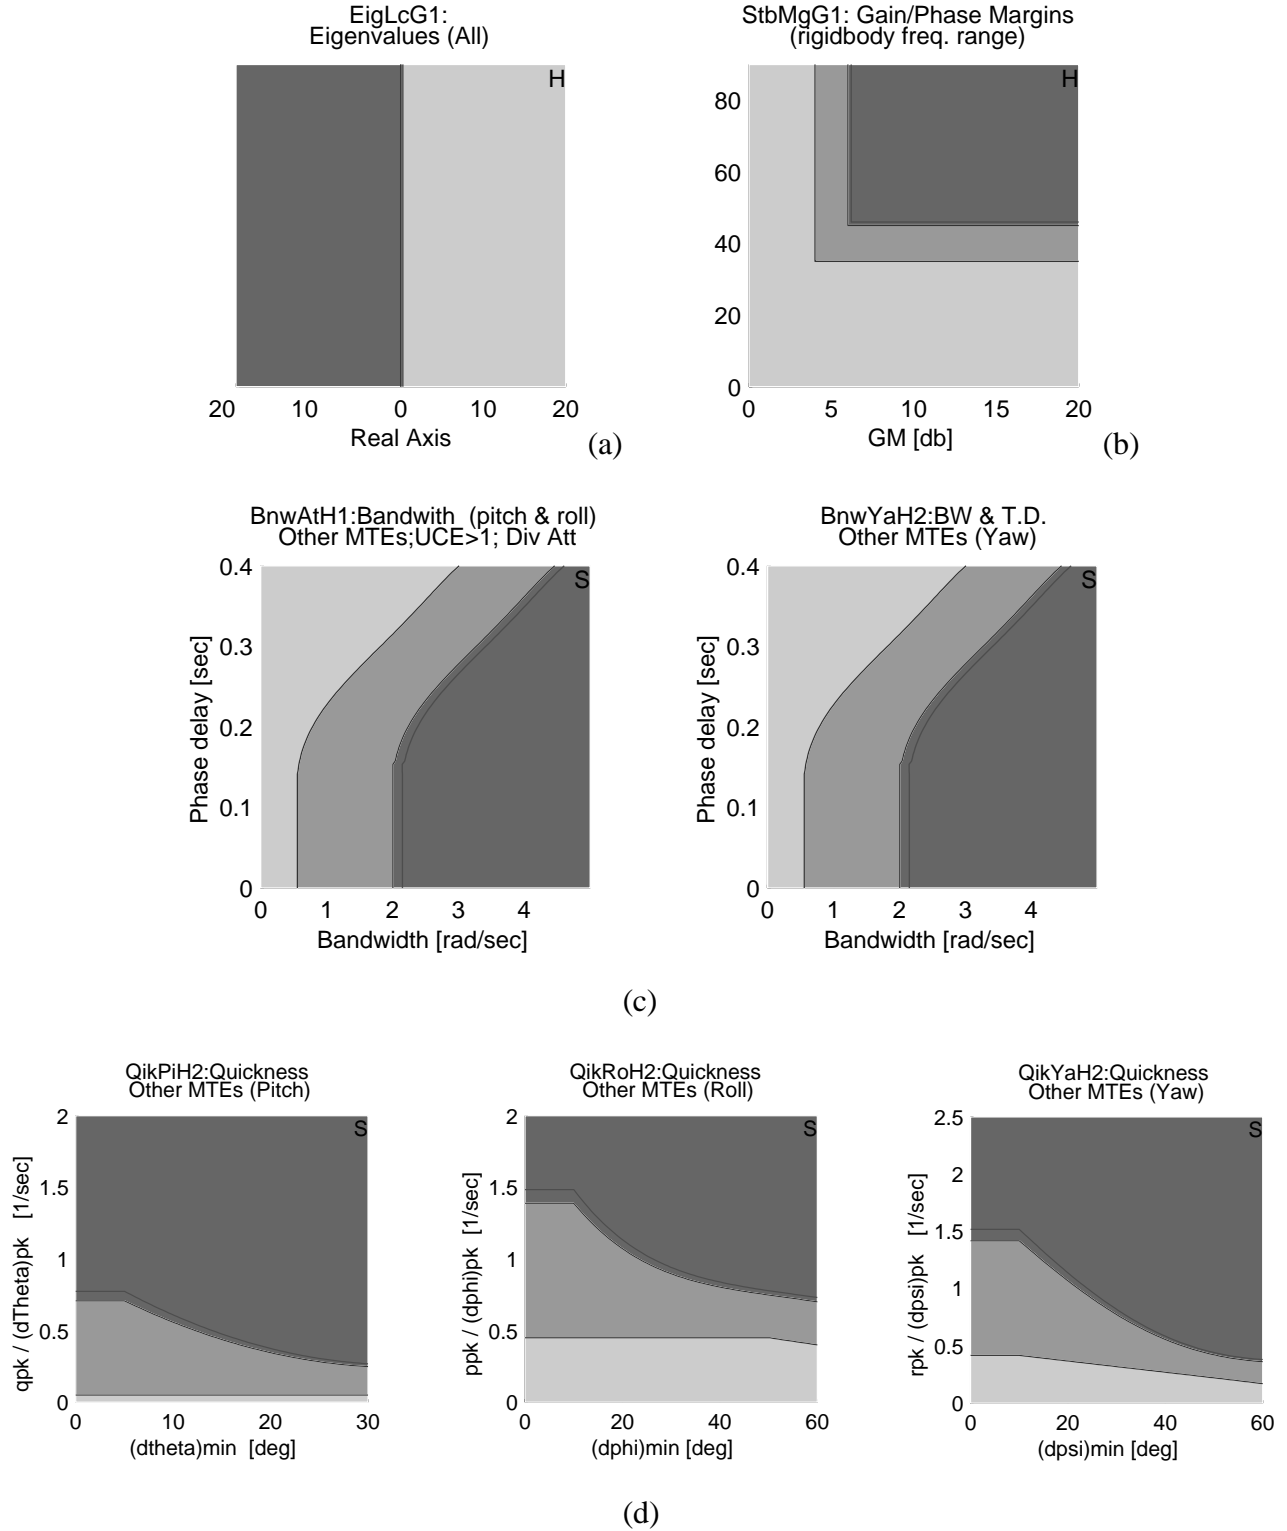 EigLcG1:
Eigenvalues (All)
H
20 10 0 10 20
Real Axis
(a)
StbMgG1: Gain/Phase Margins
(rigidbody freq. range)
H
80
60
40
20
0
0 5 10 15 20
GM [db]
(b)
BnwAtH1:Bandwith (pitch & roll)
Other MTEs;UCE>1; Div Att
S
Phase delay [sec]
0.4
0.3
0.2
0.1
0
0 1 2 3 4
Bandwidth [rad/sec]
BnwYaH2:BW & T.D.
Other MTEs (Yaw)
S
Phase delay [sec]
0.4
0.3
0.2
0.1
0
0 1 2 3 4
Bandwidth [rad/sec]
(c)
QikPiH2:Quickness
Other MTEs (Pitch)
S
qpk / (dTheta)pk [1/sec]
2
1.5
1
0.5
0
0 10 20 30
(dtheta)min [deg]
QikRoH2:Quickness
Other MTEs (Roll)
S
ppk / (dphi)pk [1/sec]
2
1.5
1
0.5
0
0 20 40 60
(dphi)min [deg]
QikYaH2:Quickness
Other MTEs (Yaw)
S
rpk / (dpsi)pk [1/sec]
2.5
2
1.5
1
0.5
0
0 20 40 60
(dpsi)min [deg]
(d)